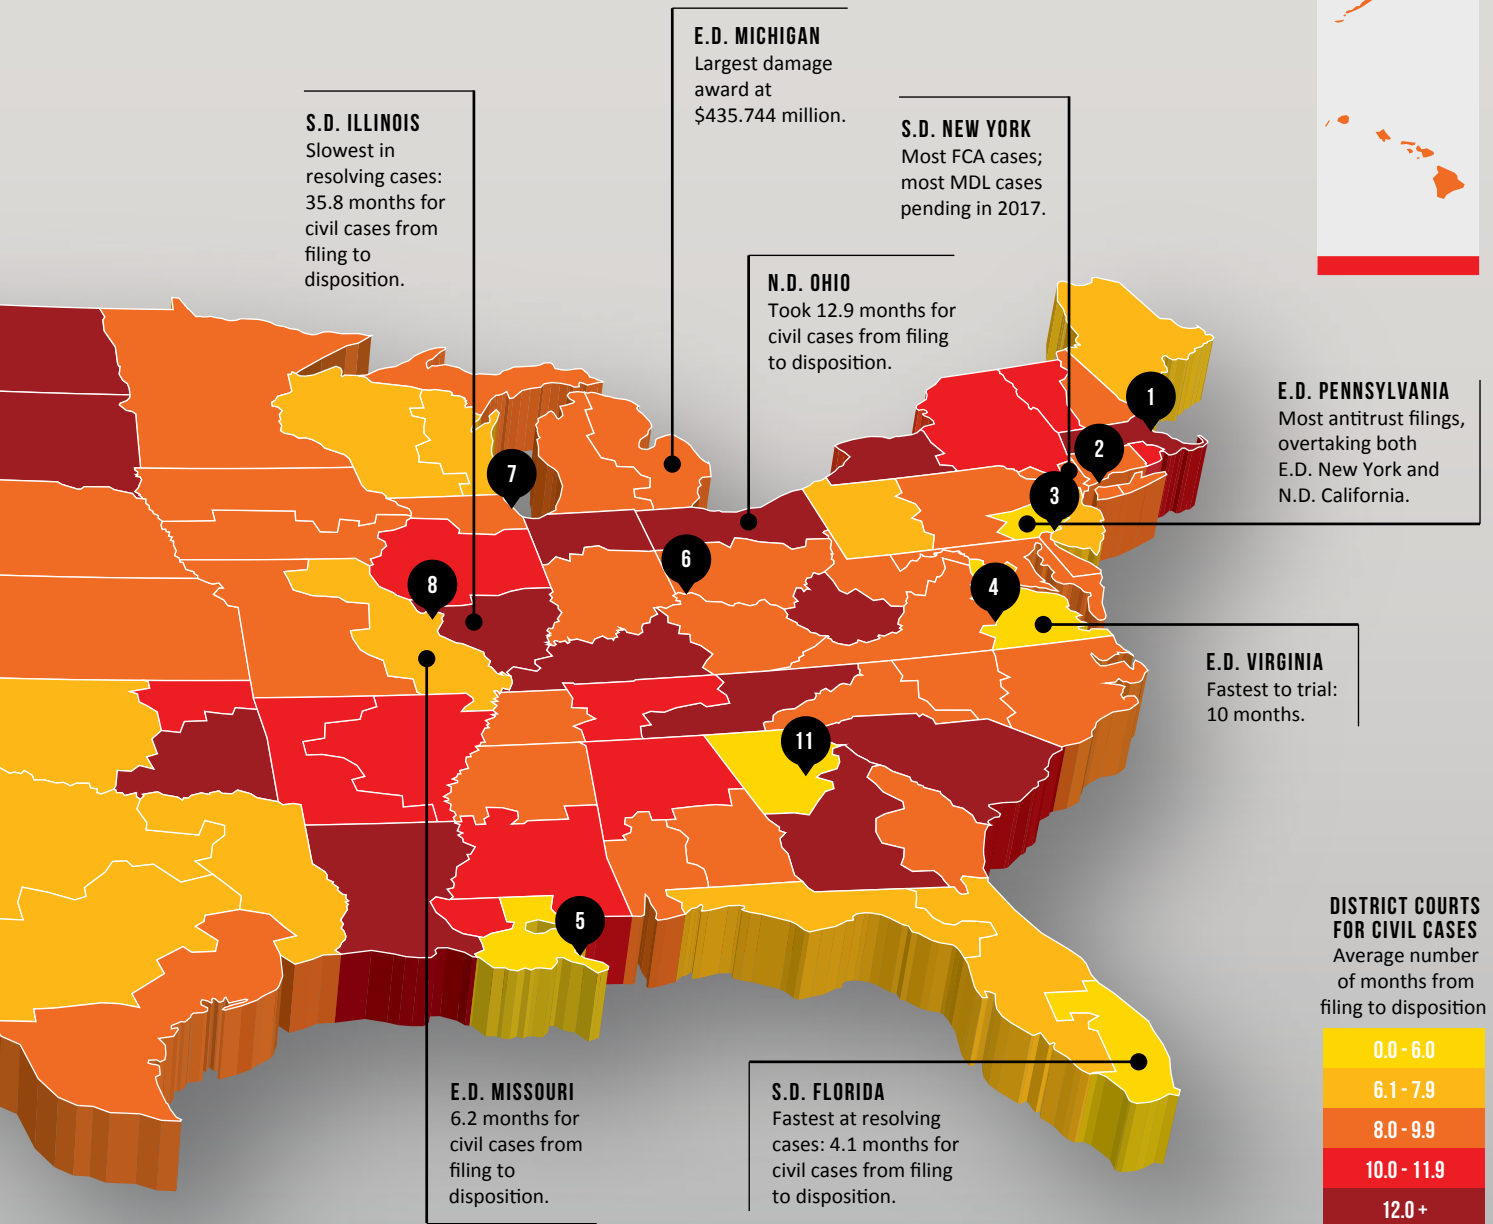 E.D. MICHIGAN
Largest damage
award at
$435.744 million.
S.D. ILLINOIS
Slowest in
resolving cases:
35.8 months for
civil cases from
filing to
disposition.
S.D. NEW YORK
Most FCA cases;
most MDL cases
pending in 2017.
N.D. OHIO
Took 12.9 months for
civil cases from filing
to disposition.
E.D. PENNSYLVANIA
Most antitrust filings,
overtaking both
E.D. New York and
N.D. California.
1
2
3
7
6
8
4
E.D. VIRGINIA
Fastest to trial:
10 months.
11
5
E.D. MISSOURI
6.2 months for
civil cases from
filing to
disposition.
S.D. FLORIDA
Fastest at resolving
cases: 4.1 months for
civil cases from filing
to disposition.
DISTRICT COURTS
FOR CIVIL CASES
Average number
of months from
filing to disposition
0.0 - 6.0
6.1 - 7.9
8.0 - 9.9
10.0 - 11.9
12.0 +